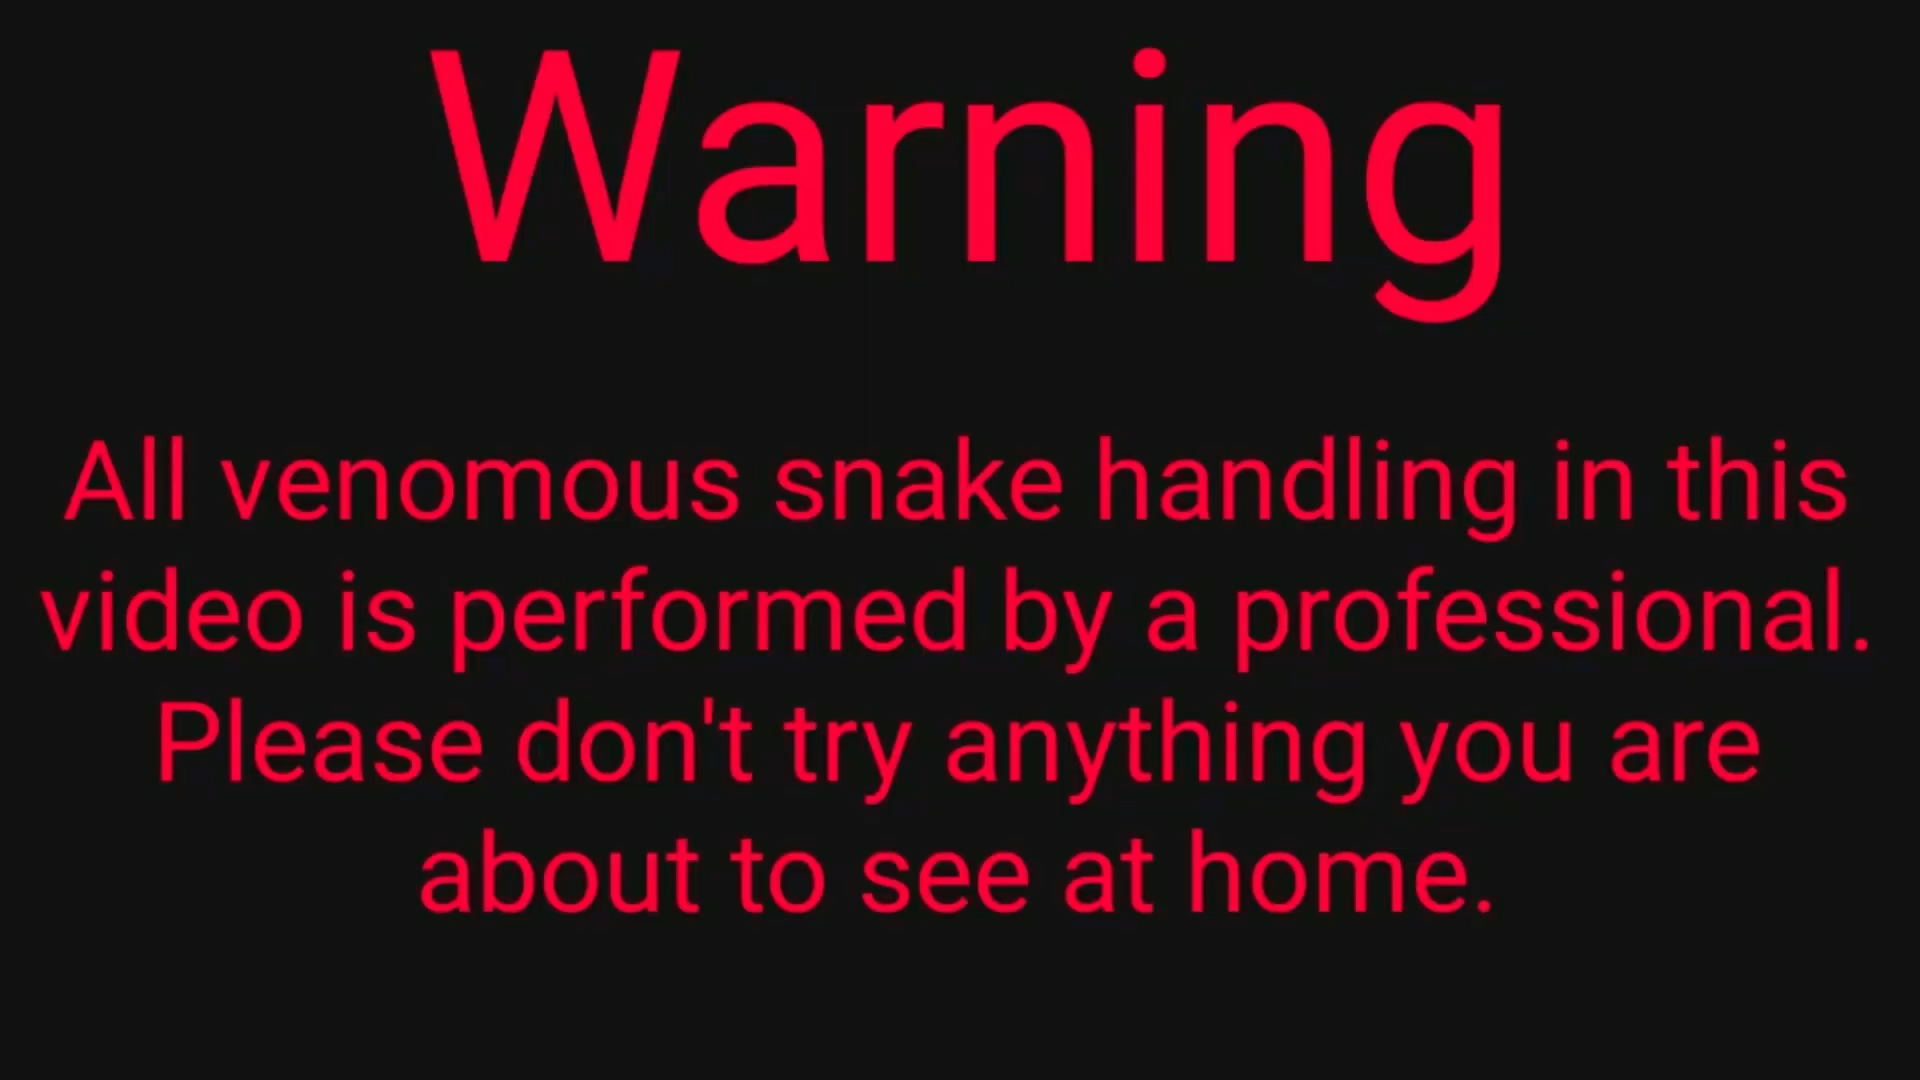 Warning
All venomous snake handling in this
video is performed by a professional.
Please don't try anything you are
about to see at home.